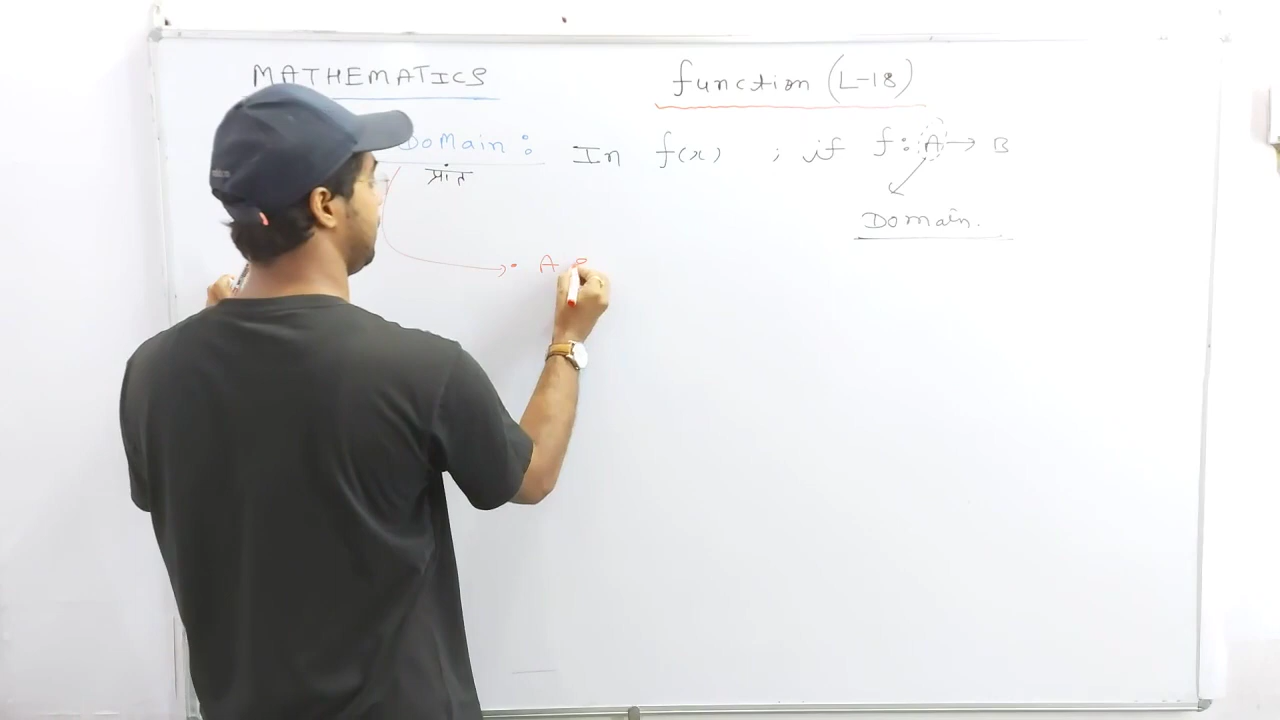 MATHEMATICS
function (L-18)
Domain : In f(x) ; if f : A → B
प्रांत
Domain.
A